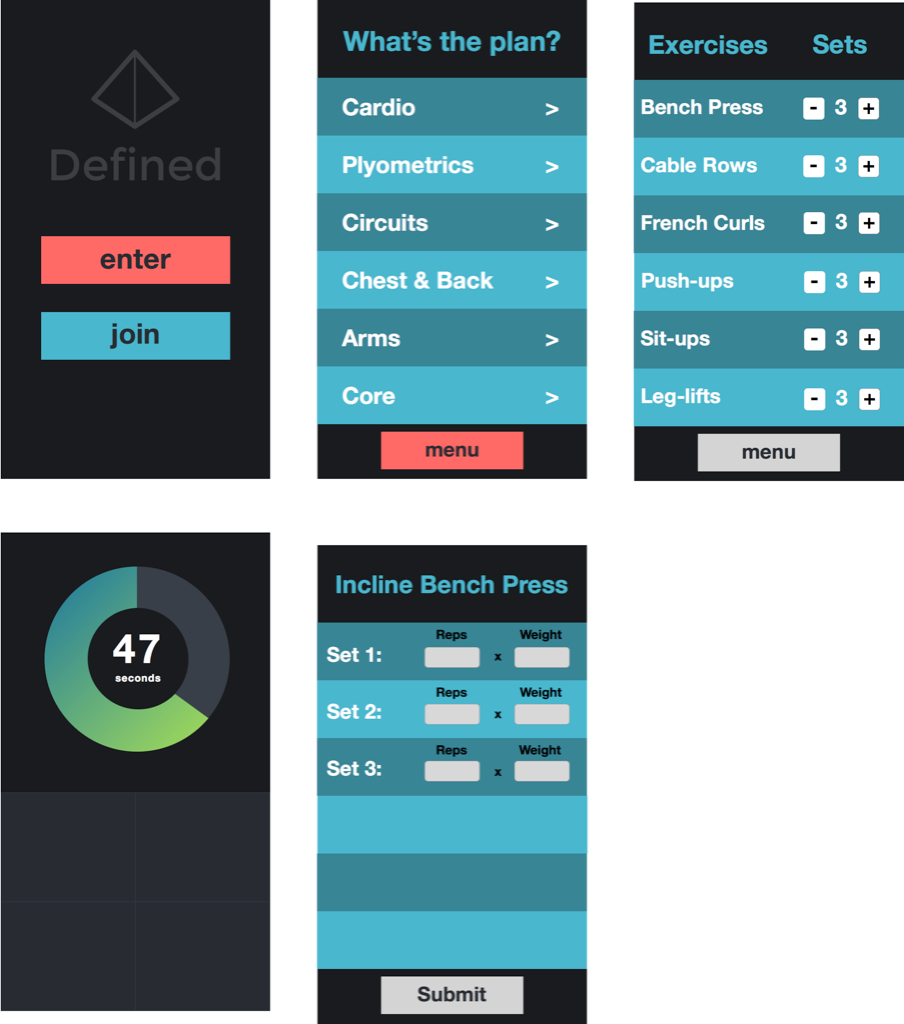 Defined
enter
join
What's the plan?
Cardio >
Plyometrics >
Circuits >
Chest & Back >
Arms >
Core >
menu
Exercises Sets
Bench Press - 3 +
Cable Rows - 3 +
French Curls - 3 +
Push-ups - 3 +
Sit-ups - 3 +
Leg-lifts - 3 +
menu
47
seconds
Incline Bench Press
Reps Weight
Set 1: x
Reps Weight
Set 2: x
Reps Weight
Set 3: x
Submit